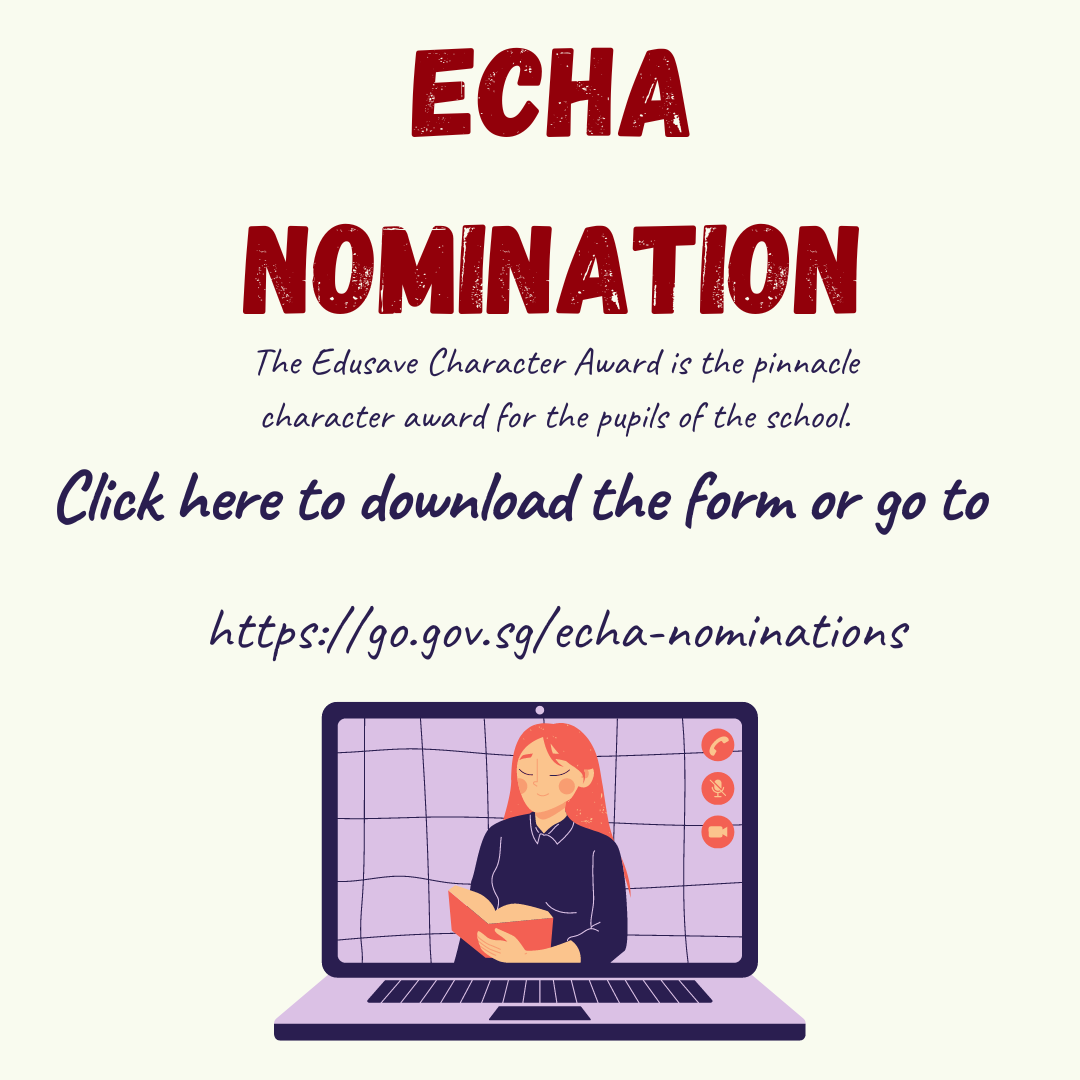 ECHA
NOMINATION
The Edusave Character Award is the pinnacle
character award for the pupils of the school.
Click here to download the form or go to
https://go.gov.sg/echa-nominations